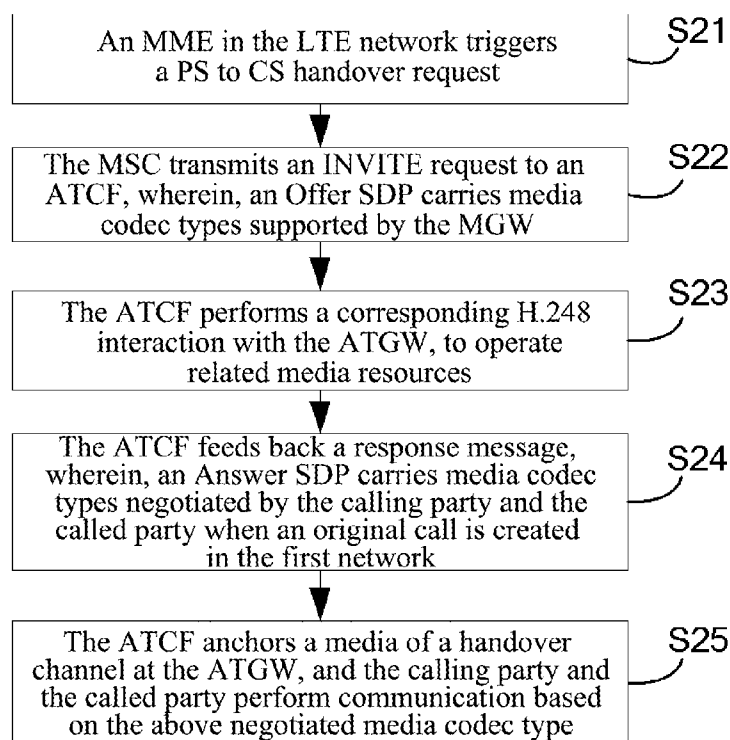 An MME in the LTE network triggers
a PS to CS handover request
S21
The MSC transmits an INVITE request to an
ATCF, wherein, an Offer SDP carries media
codec types supported by the MGW
S22
The ATCF performs a corresponding H.248
interaction with the ATGW, to operate
related media resources
S23
The ATCF feeds back a response message,
wherein, an Answer SDP carries media codec
types negotiated by the calling party and the
called party when an original call is created
in the first network
S24
The ATCF anchors a media of a handover
channel at the ATGW, and the calling party and
the called party perform communication based
on the above negotiated media codec type
S25